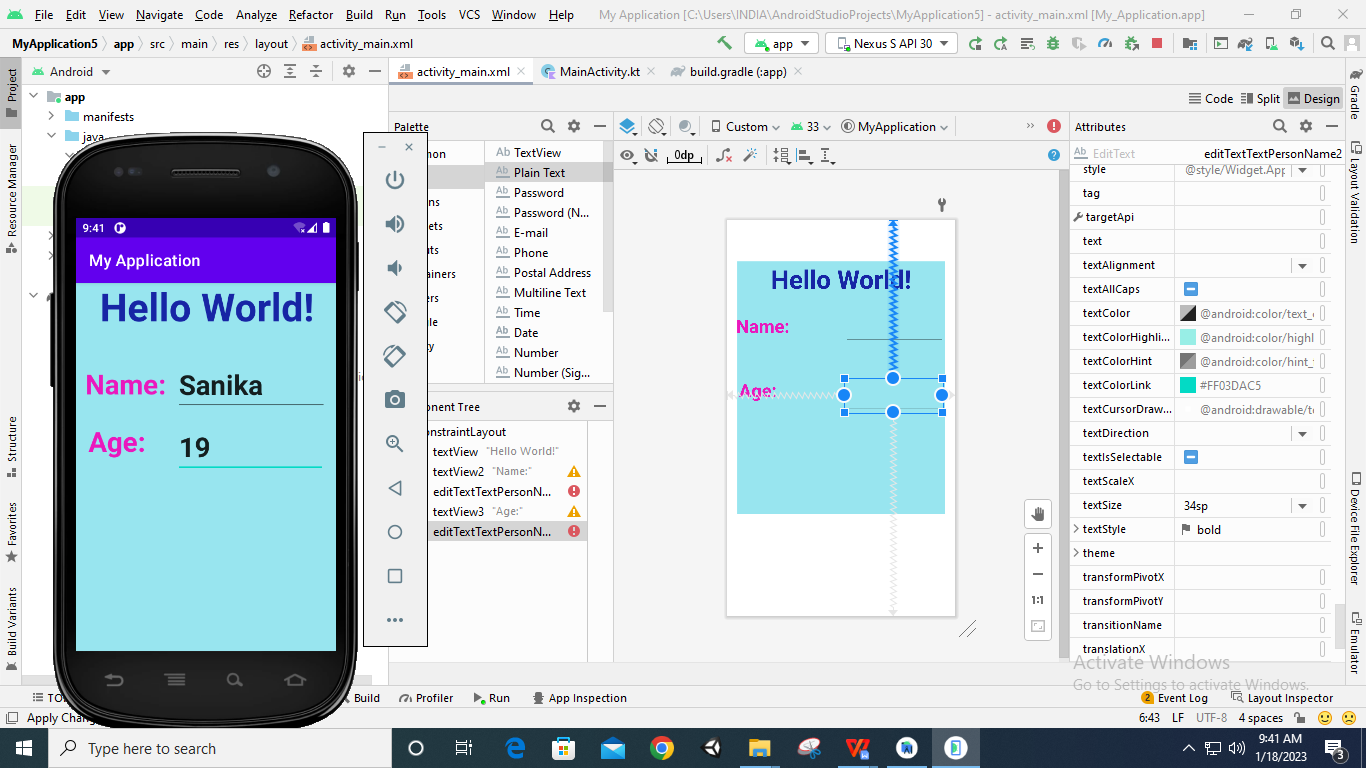 File Edit View Navigate Code Analyze Refactor Build Run Tools VCS Window Help My Application [C:\Users\INDIA\AndroidStudioProjects\MyApplication5] - activity_main.xml [My_Application.app]
MyApplication5 app src main res layout activity_main.xml app Nexus S API 30
Project
Resource Manager
Structure
Favorites
Build Variants
Android
app
manifests
java
activity_main.xml MainActivity.kt build.gradle (:app)
Code Split Design
Palette
TextView
Plain Text
Password
Password (N...
E-mail
Phone
Postal Address
Multiline Text
Time
Date
Number
Number (Sig...
Custom 33 MyApplication
0dp
9:41
My Application
Hello World!
Name: Sanika
Age: 19
textView "Hello World!"
textView2 "Name:"
editTextTextPersonN...
textView3 "Age:"
editTextTextPersonN...
Hello World!
Name:
Age:
1:1
Attributes
Ab EditText editTextTextPersonName2
style @style/Widget.App
tag
targetApi
text
textAlignment
textAllCaps
textColor @android:color/text_
textColorHighli... @android:color/highl
textColorHint @android:color/hint_
textColorLink #FF03DAC5
textCursorDraw... @android:drawable/te
textDirection
textIsSelectable
textScaleX
textSize 34sp
textStyle bold
theme
transformPivotX
transformPivotY
transitionName
translationX
Activate Windows
Go to Settings to activate Windows.
Gradle
Layout Validation
Device File Explorer
Emulator
Build Profiler Run App Inspection 2 Event Log Layout Inspector
Apply Chang 6:43 LF UTF-8 4 spaces
Type here to search
9:41 AM
1/18/2023
3